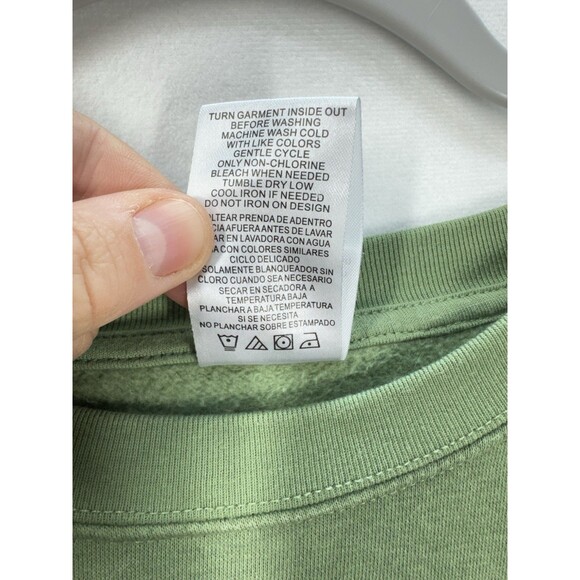 TURN GARMENT INSIDE OUT
BEFORE WASHING
MACHINE WASH COLD
WITH LIKE COLORS
GENTLE CYCLE
ONLY NON-CHLORINE
BLEACH WHEN NEEDED
TUMBLE DRY LOW
COOL IRON IF NEEDED
DO NOT IRON ON DESIGN
PRENDA DE ADENTRO
AFUERA ANTES DE LAVAR
EN LAVADORA CON AGUA
CON COLORES SIMILARES
CICLO DELICADO
SOLAMENTE BLANQUEADOR SIN
CLORO CUANDO SEA NECESARIO
SECAR EN SECADORA A
TEMPERATURA BAJA
PLANCHAR A BAJA TEMPERATURA
SI SE NECESITA
NO PLANCHAR SOBRE ESTAMPADO